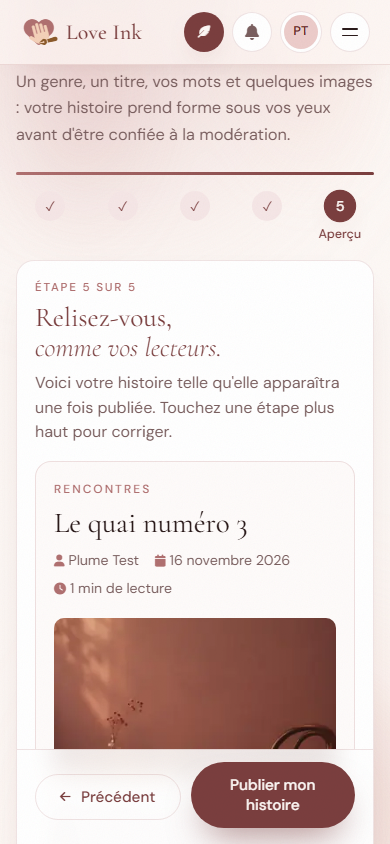 Love Ink
PT
Un genre, un titre, vos mots et quelques images
: votre histoire prend forme sous vos yeux
avant d'être confiée à la modération.
✓ ✓ ✓ ✓ 5
Aperçu
ÉTAPE 5 SUR 5
Relisez-vous,
comme vos lecteurs.
Voici votre histoire telle qu'elle apparaîtra
une fois publiée. Touchez une étape plus
haut pour corriger.
RENCONTRES
Le quai numéro 3
Plume Test 16 novembre 2026
1 min de lecture
← Précédent
Publier mon
histoire